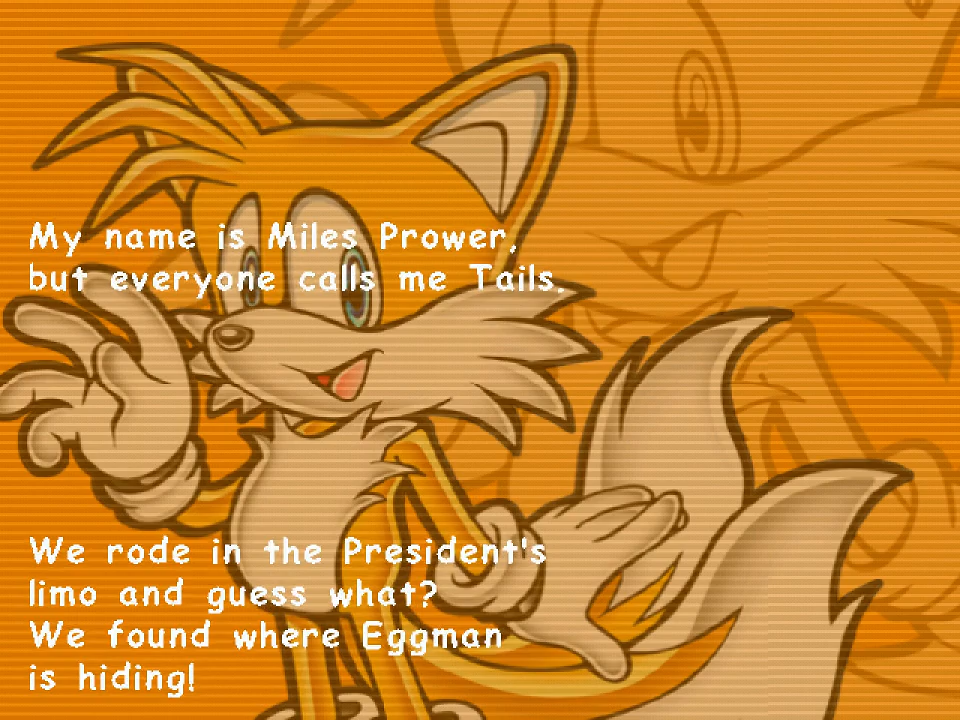 My name is Miles Prower,
but everyone calls me Tails.
We rode in the President's
limo and guess what?
We found where Eggman
is hiding!